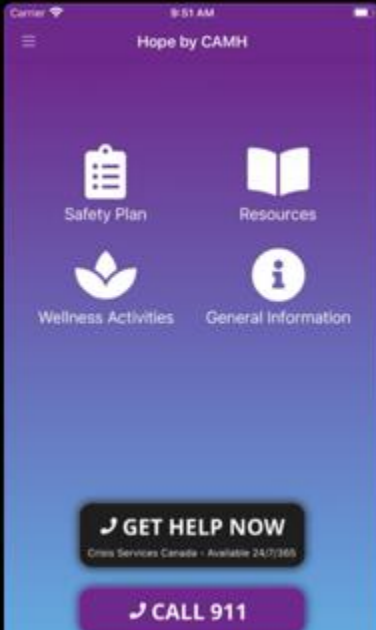 Carrier 9:51 AM
Hope by CAMH
Safety Plan Resources
Wellness Activities General Information
GET HELP NOW
Crisis Services Canada - Available 24/7/365
CALL 911